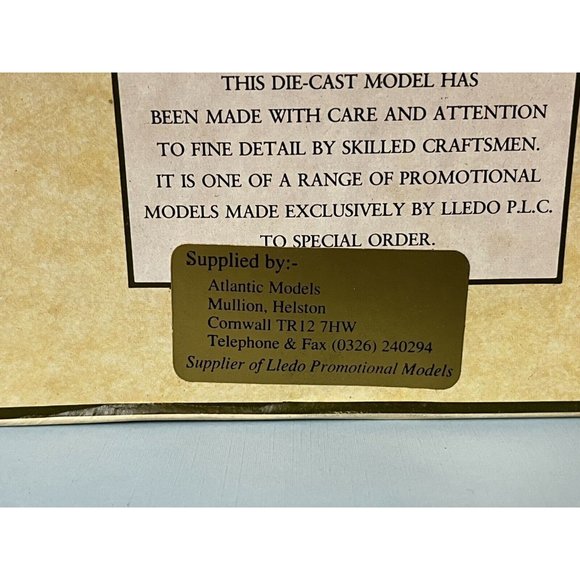 THIS DIE-CAST MODEL HAS
BEEN MADE WITH CARE AND ATTENTION
TO FINE DETAIL BY SKILLED CRAFTSMEN.
IT IS ONE OF A RANGE OF PROMOTIONAL
MODELS MADE EXCLUSIVELY BY LLEDO P.L.C.
TO SPECIAL ORDER.
Supplied by:-
Atlantic Models
Mullion, Helston
Cornwall TR12 7HW
Telephone & Fax (0326) 240294
Supplier of Lledo Promotional Models